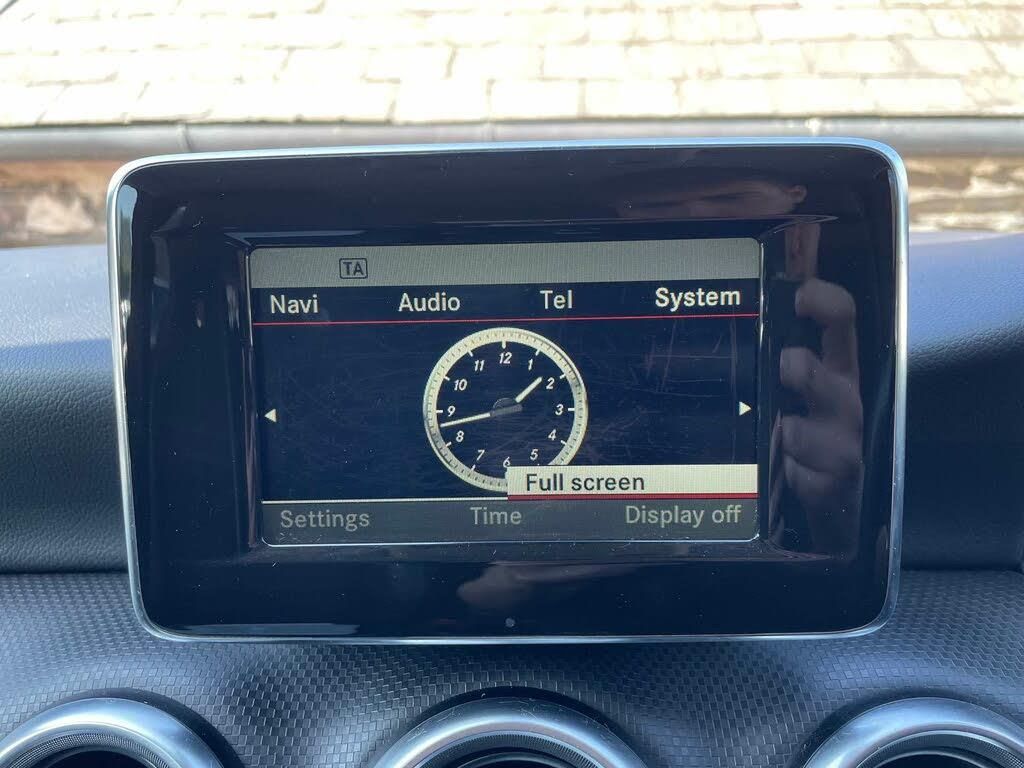 TA
Navi Audio Tel System
12
11 1
10 2
9 3
8 4
7 5
6
Full screen
Settings Time Display off